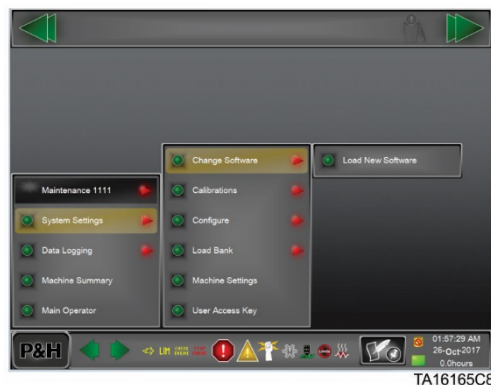 Change Software
Load New Software
Maintenance 1111
Calibrations
System Settings
Configure
Data Logging
Load Bank
Machine Summary
Machine Settings
Main Operator
User Access Key
P&H
LIM
01:57:29 AM
26-Oct-2017
0.0hours
TA16165C8